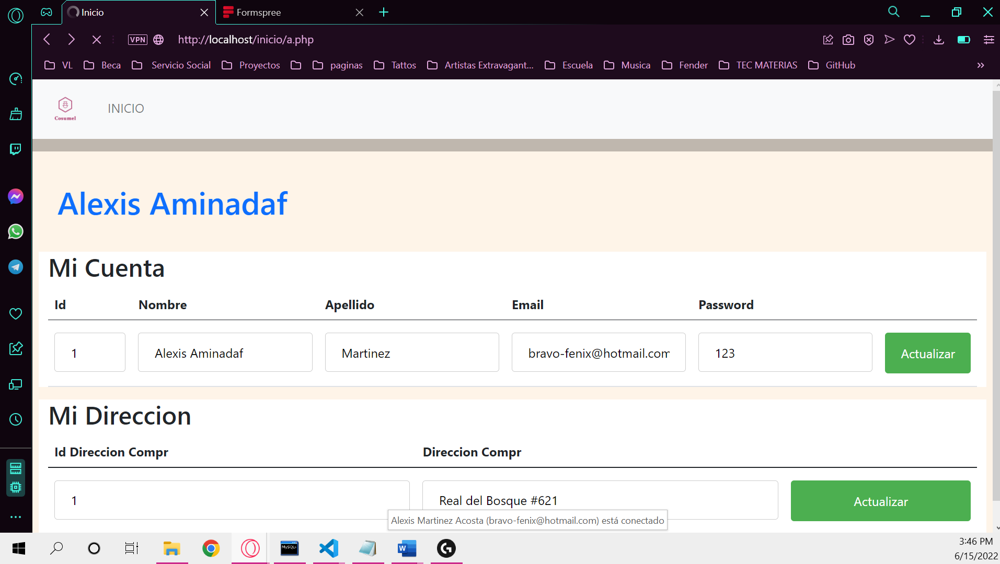 Inicio
Formspree
VPN
http://localhost/inicio/a.php
VL
Beca
Servicio Social
Proyectos
paginas
Tattos
Artistas Extravagant...
Escuela
Musica
Fender
TEC MATERIAS
GitHub
»
Cosumel
INICIO
Alexis Aminadaf
Mi Cuenta
Id Nombre Apellido Email Password
1 Alexis Aminadaf Martinez bravo-fenix@hotmail.com 123 Actualizar
Mi Direccion
Id Direccion Compr Direccion Compr
1 Real del Bosque #621 Actualizar
Alexis Martinez Acosta (bravo-fenix@hotmail.com) está conectado
MySQL
W
3:46 PM
6/15/2022